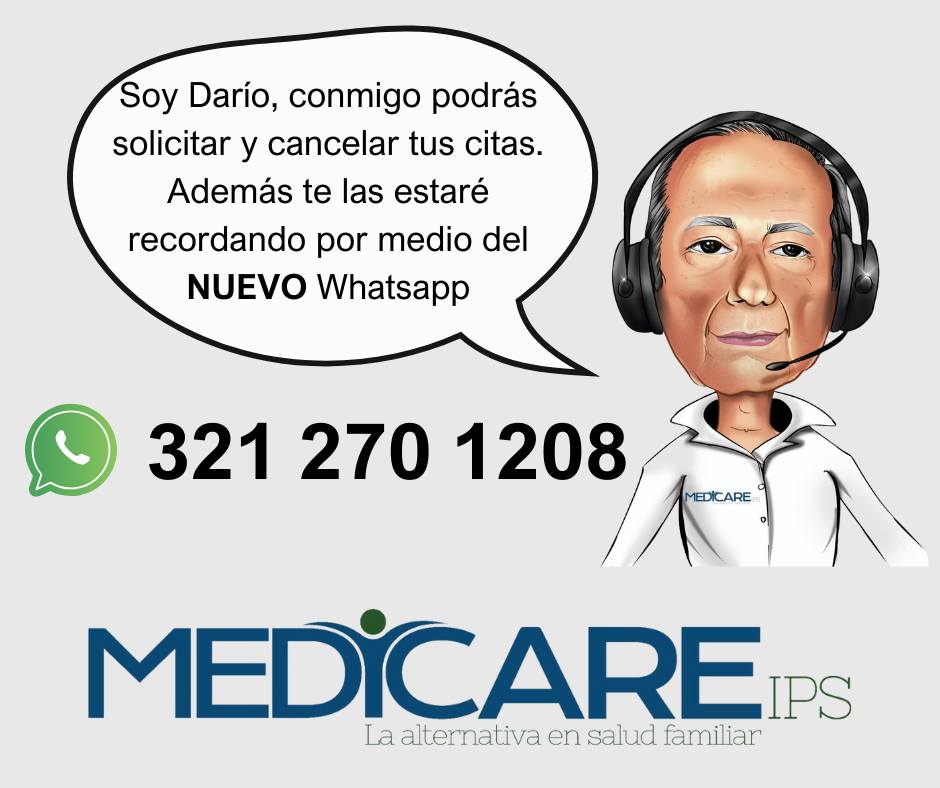 Soy Darío, conmigo podrás
solicitar y cancelar tus citas.
Además te las estaré
recordando por medio del
NUEVO Whatsapp
321 270 1208
MEDICARE
MEDICARE IPS
La alternativa en salud familiar